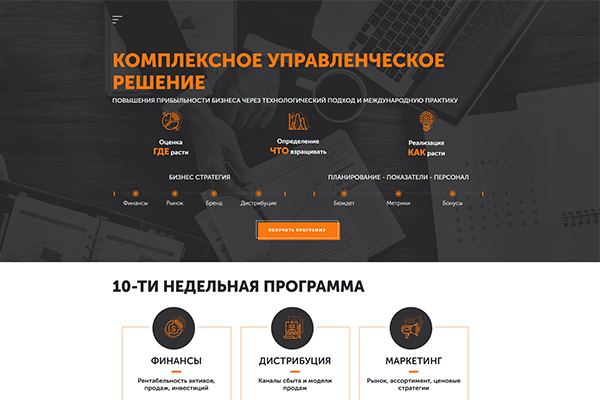 КОМПЛЕКСНОЕ УПРАВЛЕНЧЕСКОЕ
РЕШЕНИЕ
ПОВЫШЕНИЯ ПРИБЫЛЬНОСТИ БИЗНЕСА ЧЕРЕЗ ТЕХНОЛОГИЧЕСКИЙ ПОДХОД И МЕЖДУНАРОДНУЮ ПРАКТИКУ
Оценка
ГДЕ расти
Определение
ЧТО взращивать
Реализация
КАК расти
БИЗНЕС СТРАТЕГИЯ
Финансы
Рынок
Бренд
Дистрибуция
ПЛАНИРОВАНИЕ - ПОКАЗАТЕЛИ - ПЕРСОНАЛ
Бюждет
Метрики
Бонусы
ПОЛУЧИТЬ ПРОГРАММУ
10-ТИ НЕДЕЛЬНАЯ ПРОГРАММА
ФИНАНСЫ
Рентабельность активов,
продаж, инвестиций
ДИСТРИБУЦИЯ
Каналы сбыта и модели
продаж
МАРКЕТИНГ
Рынок, ассортимент, ценовые
стратегии